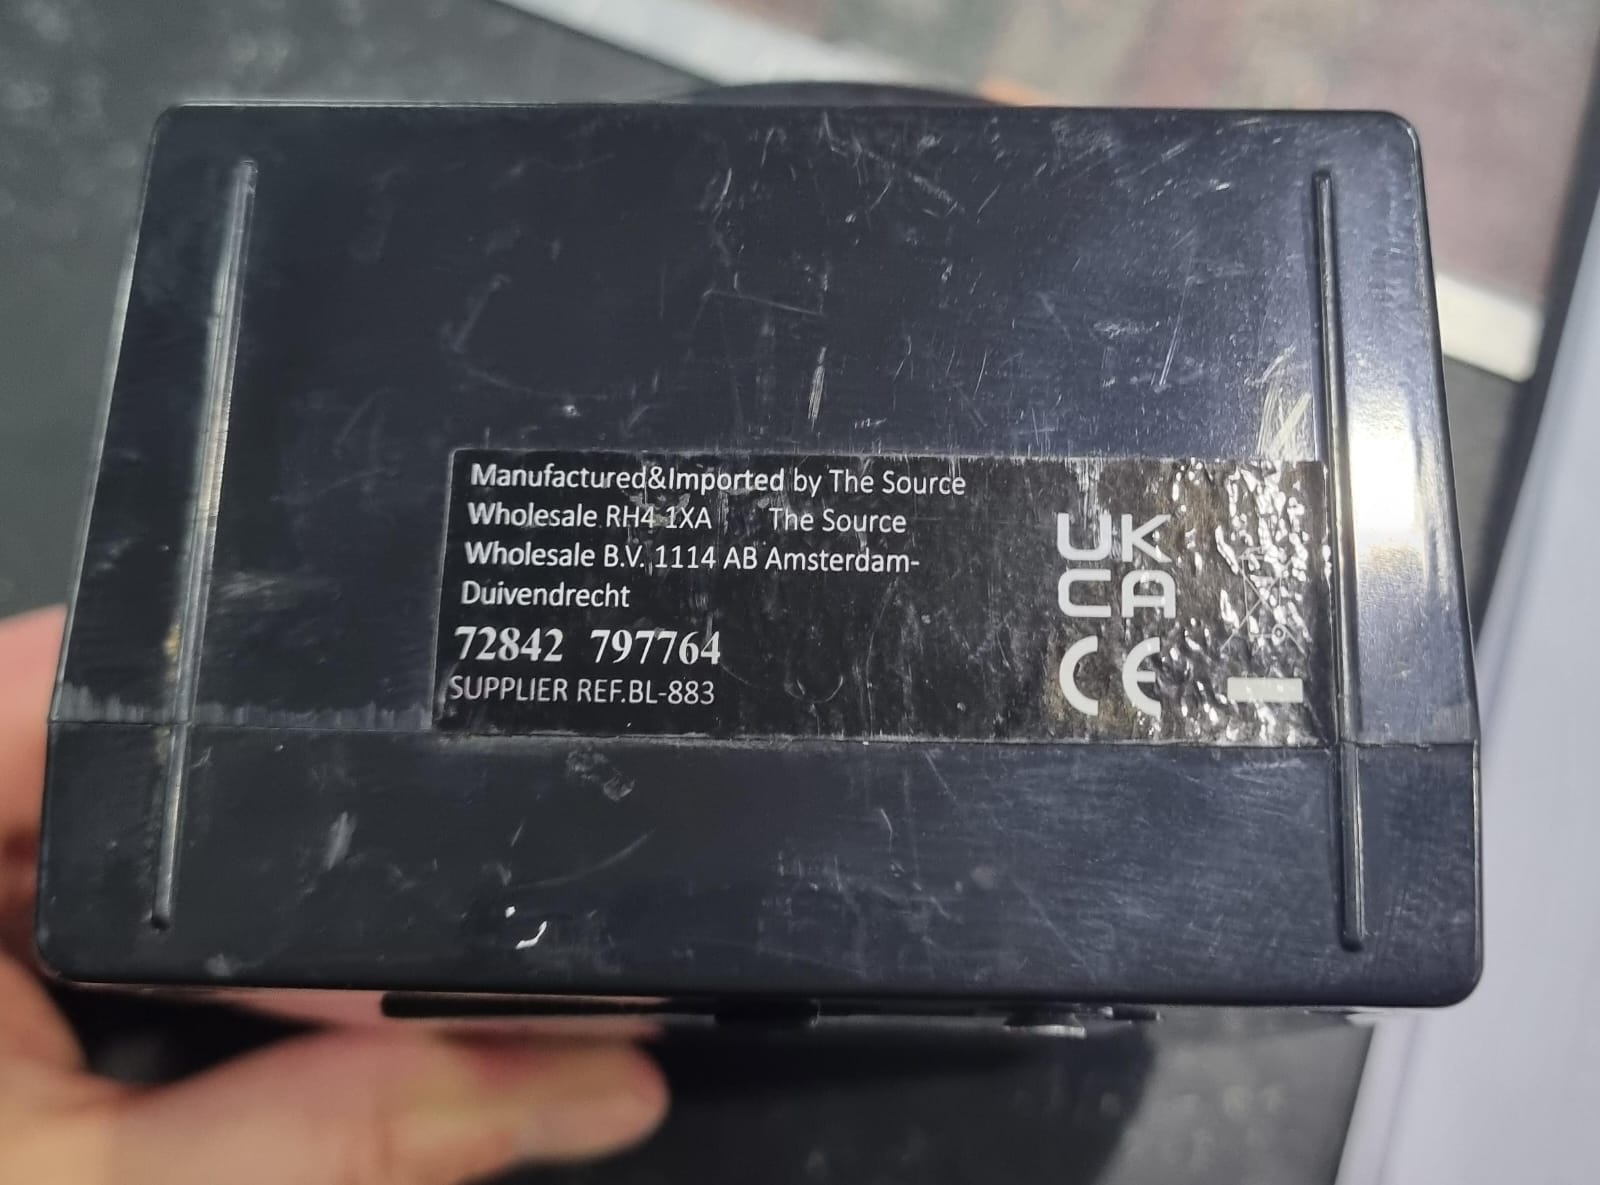 Manufactured&Imported by The Source
Wholesale RH4 1XA The Source
Wholesale B.V. 1114 AB Amsterdam-
Duivendrecht
72842 797764
SUPPLIER REF.BL-883
UK
CA
CE